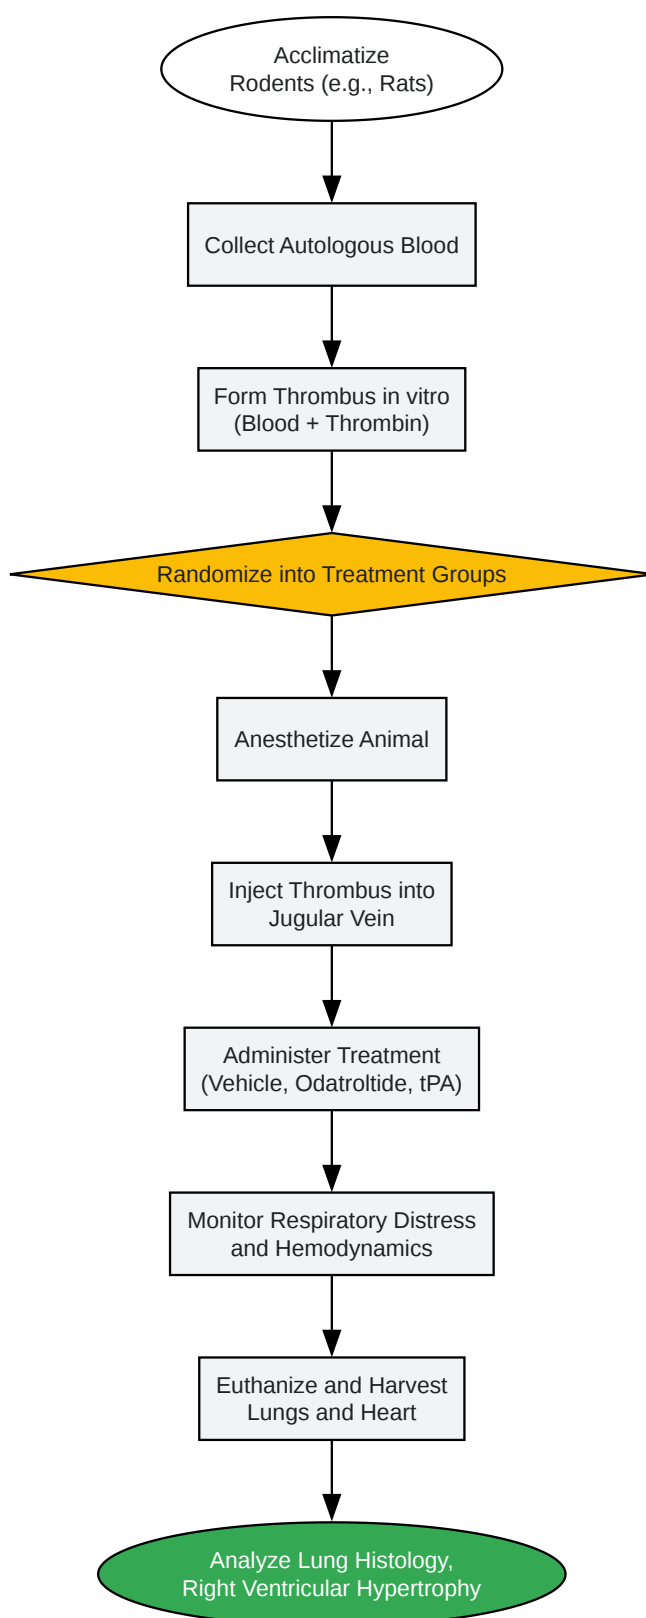 Acclimatize
Rodents (e.g., Rats)
Collect Autologous Blood
Form Thrombus in vitro
(Blood + Thrombin)
Randomize into Treatment Groups
Anesthetize Animal
Inject Thrombus into
Jugular Vein
Administer Treatment
(Vehicle, Odatroltide, tPA)
Monitor Respiratory Distress
and Hemodynamics
Euthanize and Harvest
Lungs and Heart
Analyze Lung Histology,
Right Ventricular Hypertrophy